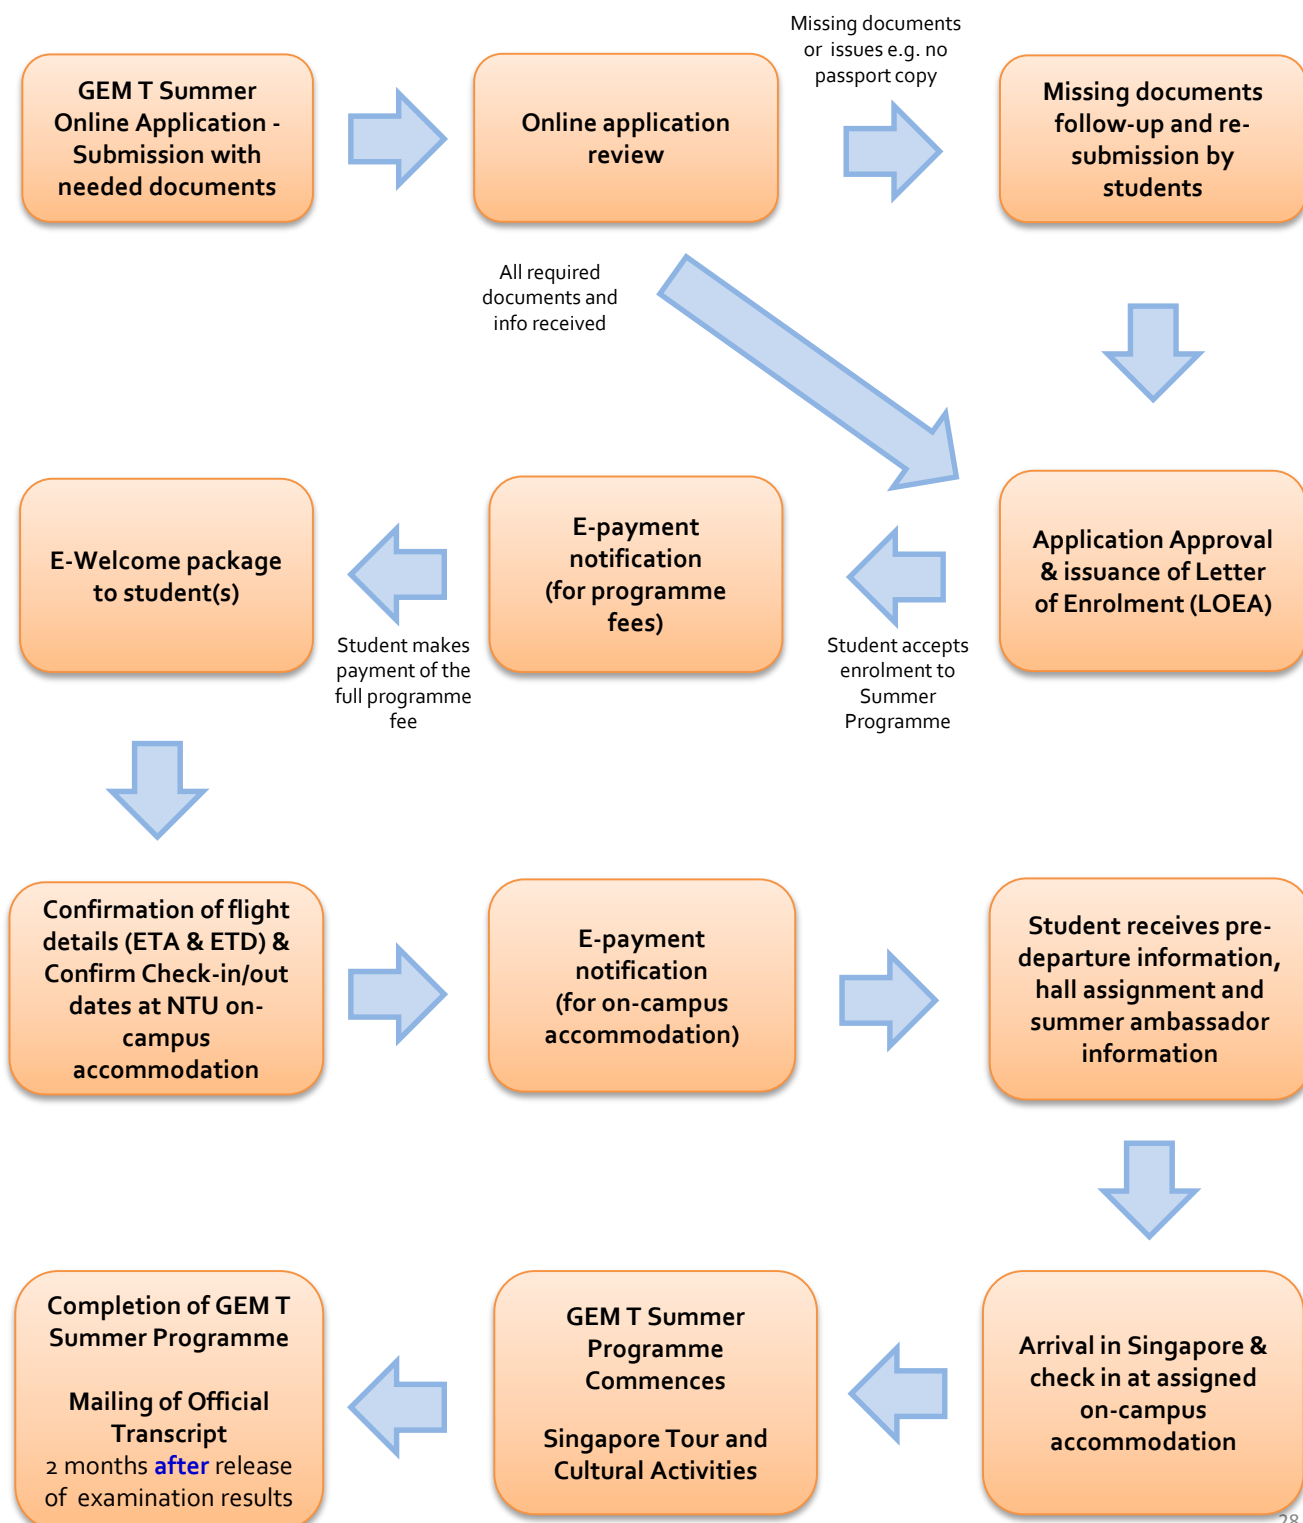 GEM T Summer
Online Application -
Submission with
needed documents
Online application
review
Missing documents
or  issues e.g. no
passport copy
Missing documents
follow-up and re-
submission by
students
All required
documents and
info received
E-Welcome package
to student(s)
Student makes
payment of the
full programme
fee
E-payment
notification
(for programme
fees)
Student accepts
enrolment to
Summer
Programme
Application Approval
& issuance of Letter
of Enrolment (LOEA)
Confirmation of flight
details (ETA & ETD) &
Confirm Check-in/out
dates at NTU on-
campus
accommodation
E-payment
notification
(for on-campus
accommodation)
Student receives pre-
departure information,
hall assignment and
summer ambassador
information
Completion of GEM T
Summer Programme
Mailing of Official
Transcript
2 months after release
of  examination results
GEM T Summer
Programme
Commences
Singapore Tour and
Cultural Activities
Arrival in Singapore &
check in at assigned
on-campus
accommodation
28